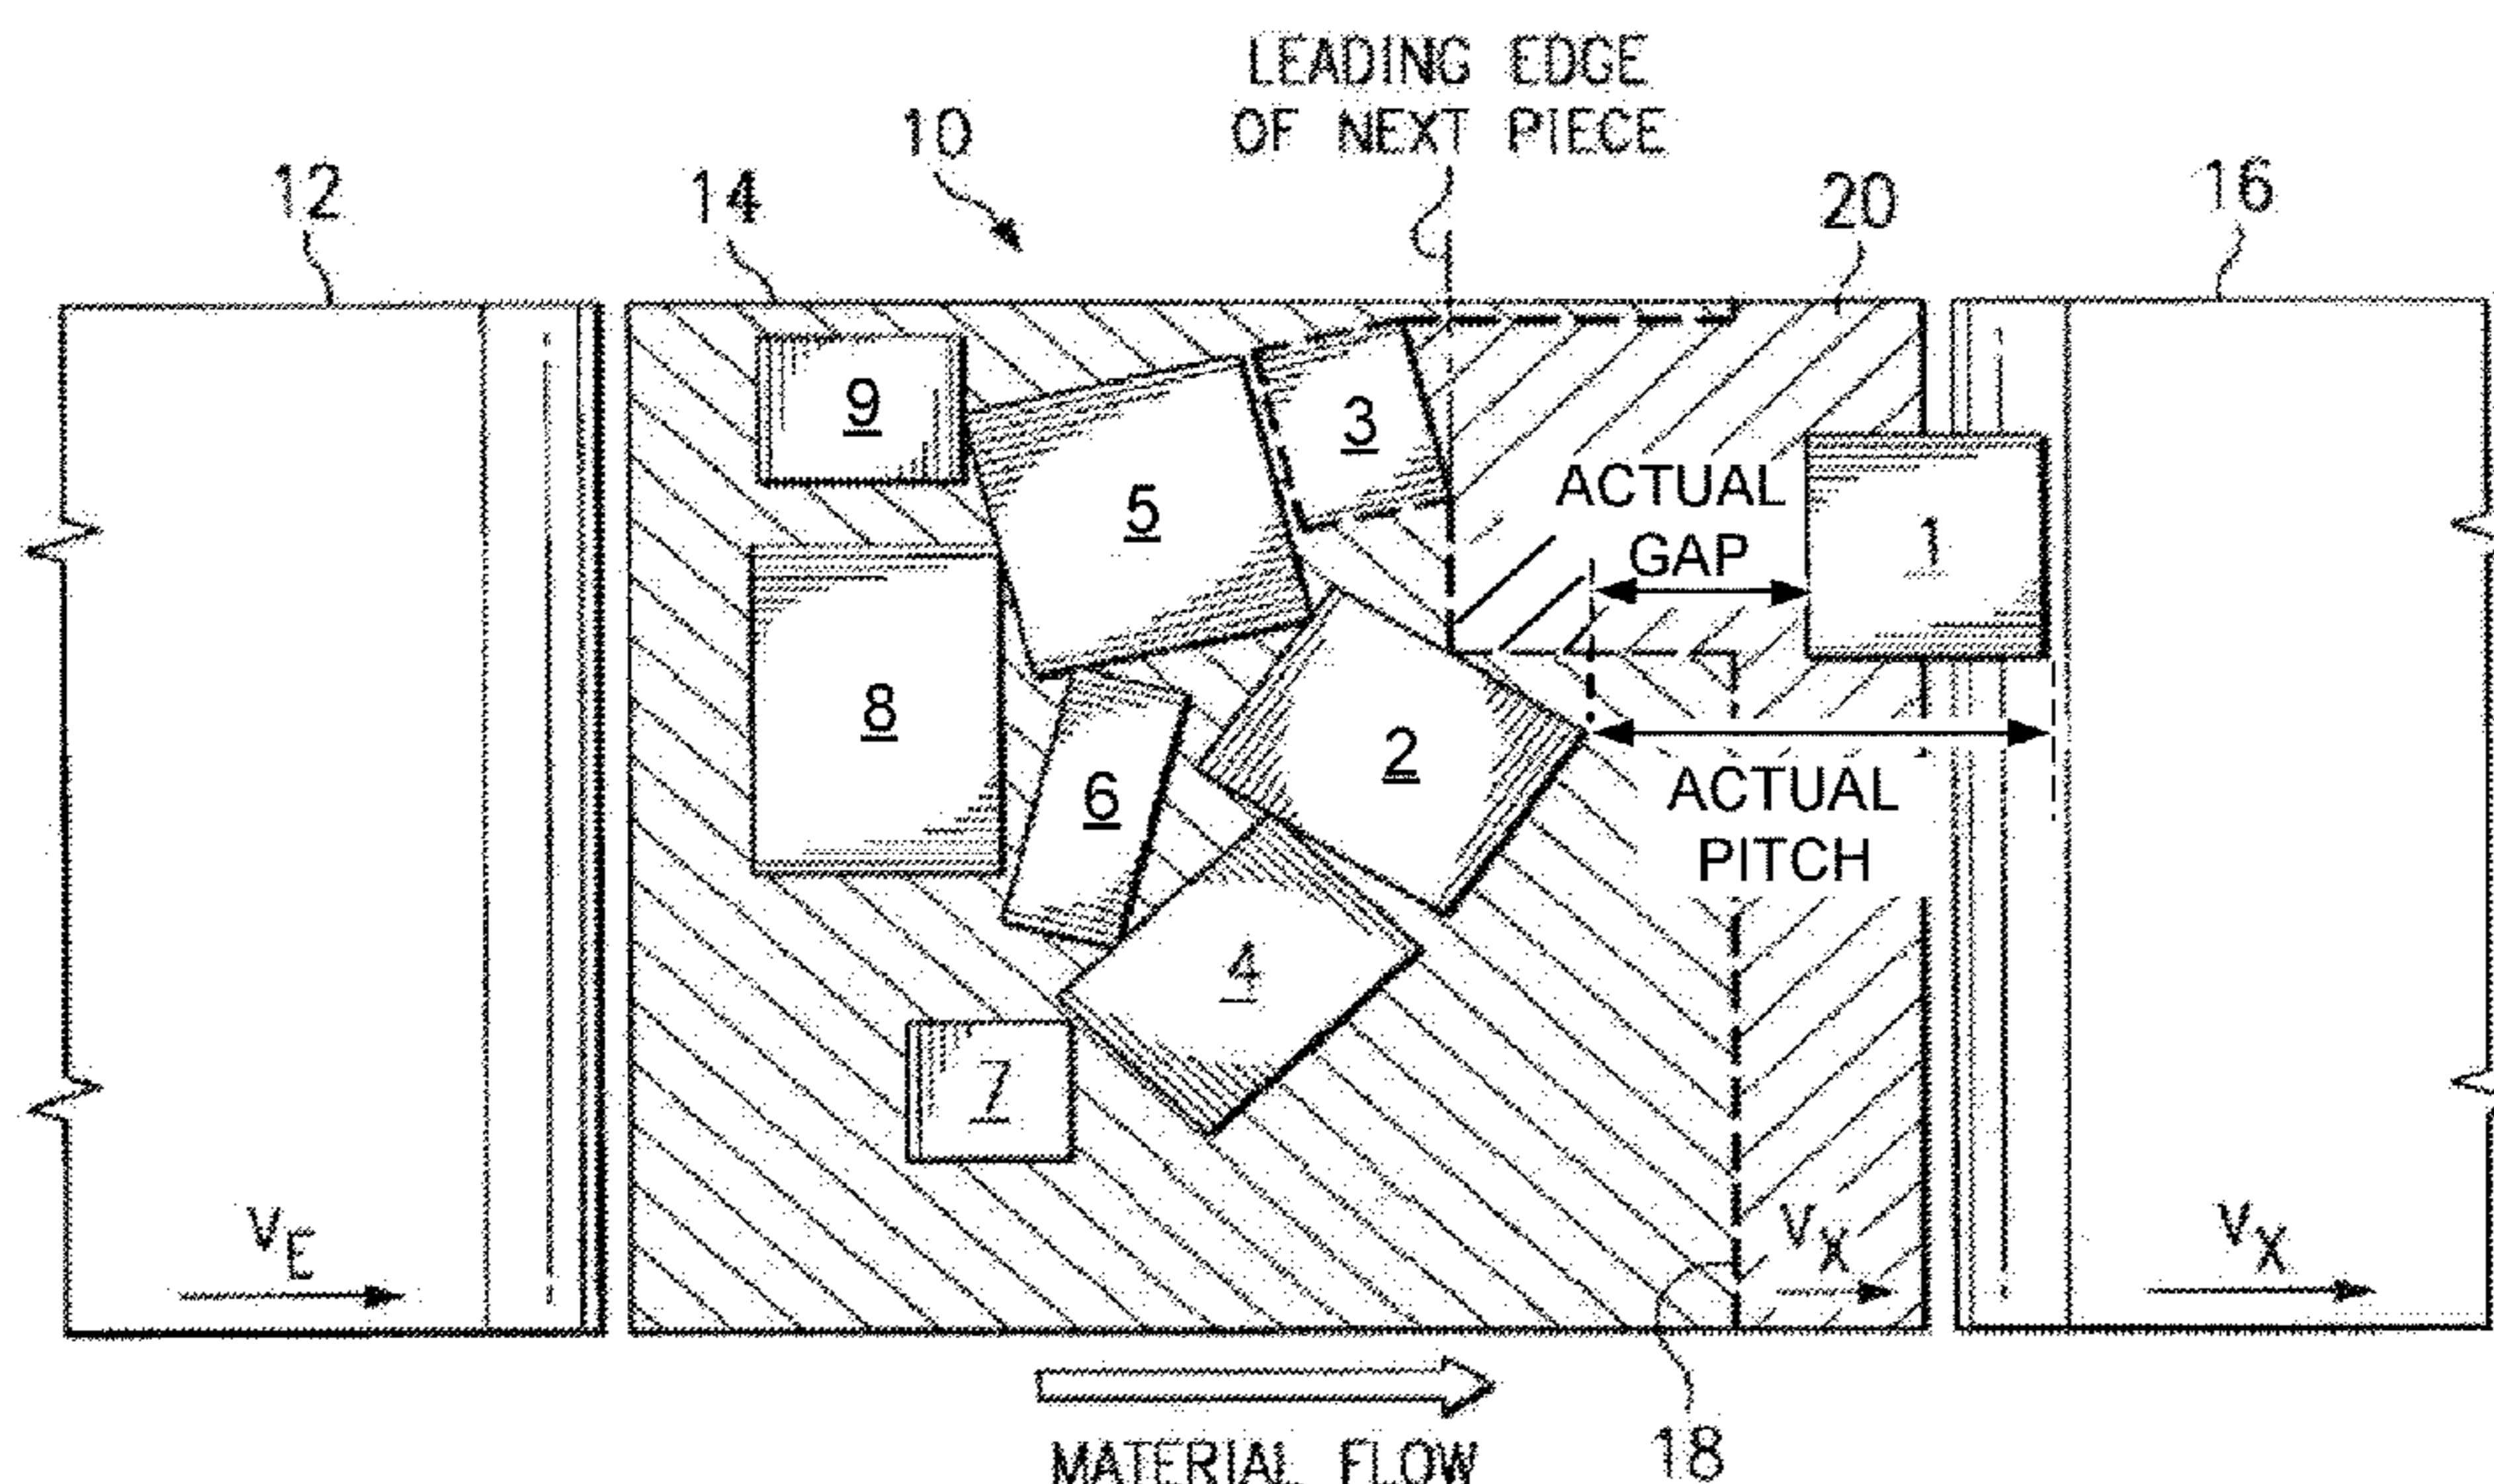 LEADING EDGE
OF NEXT PIECE
10
12
14
20
16
9
3
5
ACTUAL
GAP
1
8
2
6
ACTUAL
PITCH
4
7
VE
VX
VX
MATERIAL FLOW
18